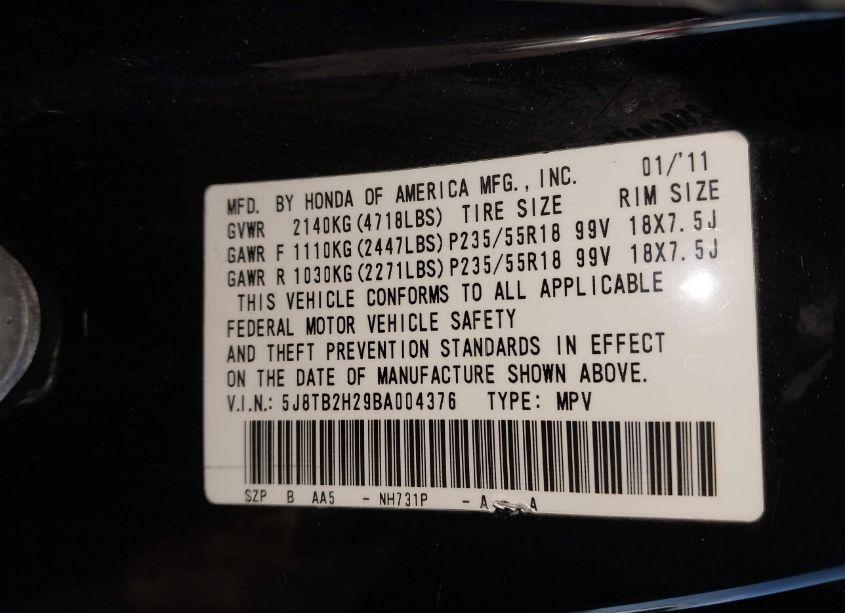 MFD. BY HONDA OF AMERICA MFG., INC. 01/'11
GVWR 2140KG(4718LBS) TIRE SIZE RIM SIZE
GAWR F 1110KG(2447LBS)P235/55R18 99V 18X7.5J
GAWR R 1030KG(2271LBS)P235/55R18 99V 18X7.5J
THIS VEHICLE CONFORMS TO ALL APPLICABLE
FEDERAL MOTOR VEHICLE SAFETY
AND THEFT PREVENTION STANDARDS IN EFFECT
ON THE DATE OF MANUFACTURE SHOWN ABOVE.
V.I.N.: 5J8TB2H29BA004376 TYPE: MPV
SZP B AA5 - NH731P - A A